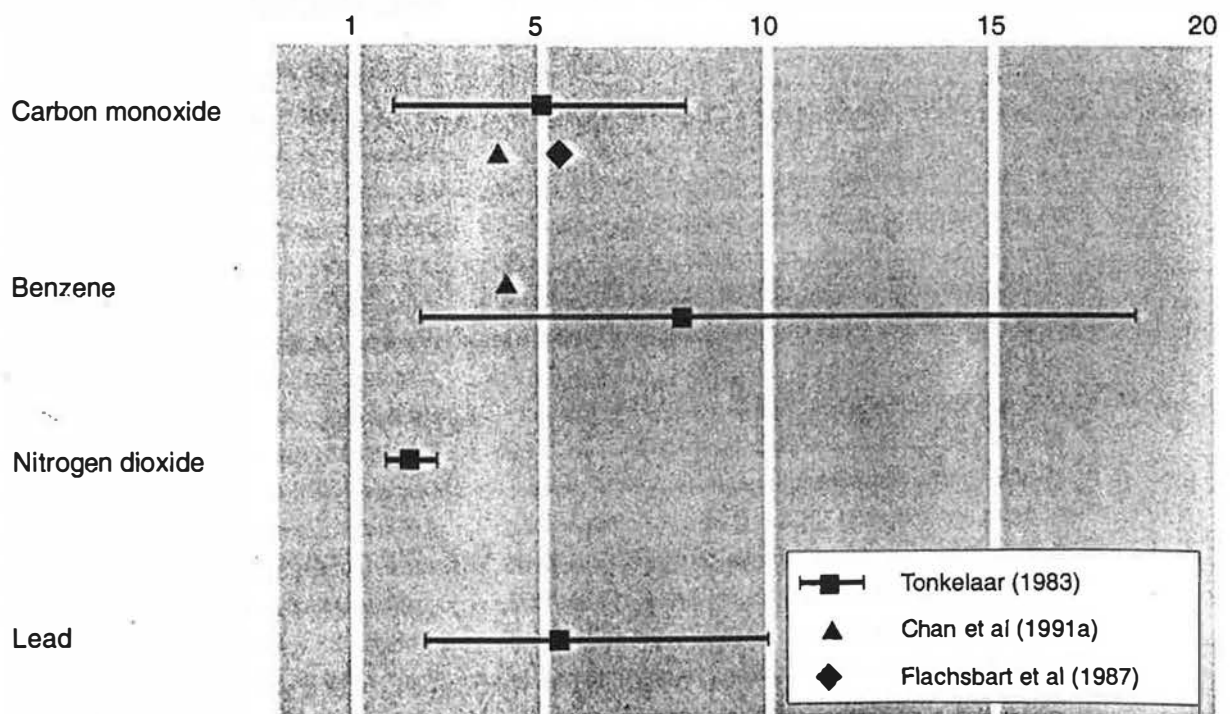 1 5 10 15 20
Carbon monoxide
Benzene
Nitrogen dioxide
Lead
Tonkelaar (1983)
Chan et al (1991a)
Flachsbart et al (1987)